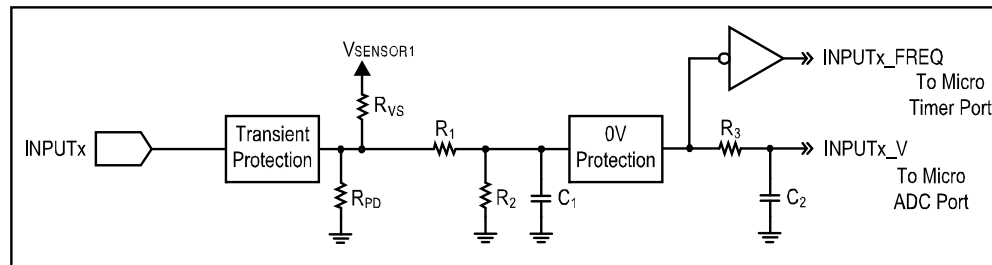 VSENSOR1
RVS
INPUTx
Transient
Protection
RPD
R1
R2
C1
0V
Protection
R3
C2
INPUTx_FREQ
To Micro
Timer Port
INPUTx_V
To Micro
ADC Port